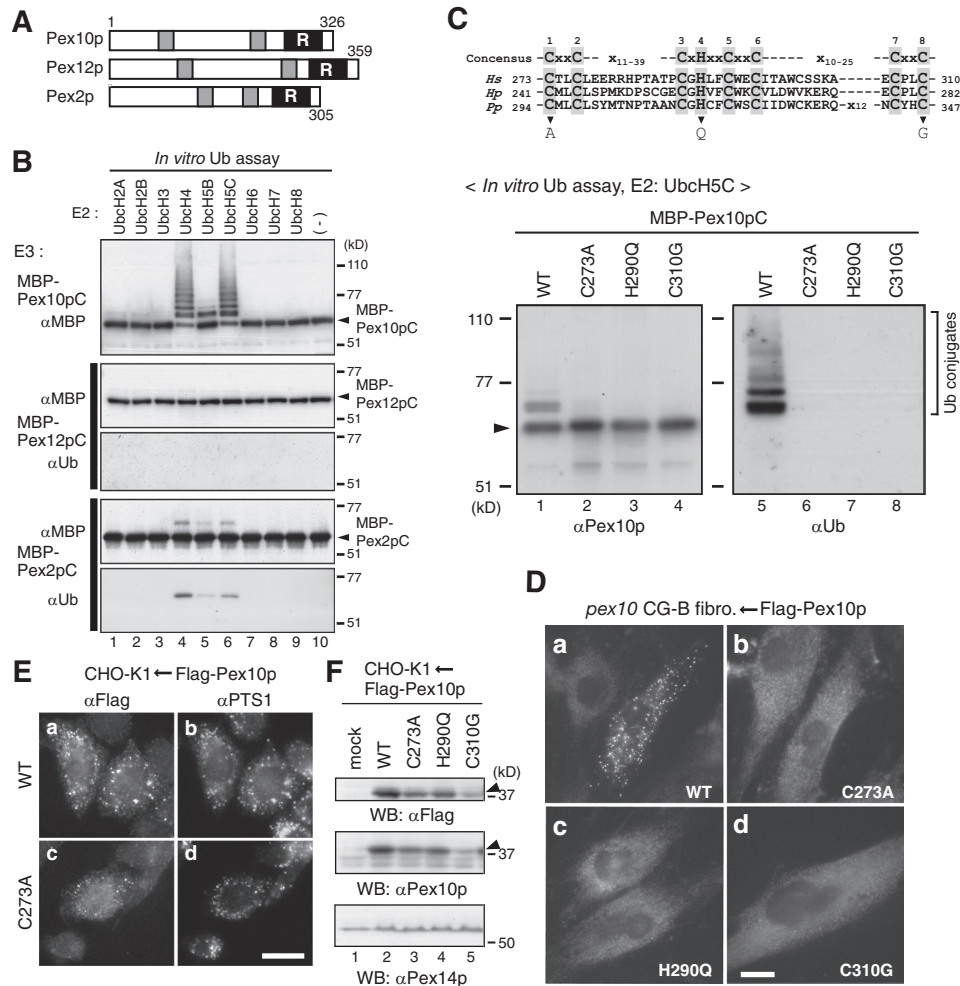 A
1
326
Pex10p
R
359
Pex12p
R
Pex2p
R
305
B
In vitro Ub assay
E2 :
UbcH2A
UbcH2B
UbcH3
UbcH4
UbcH5B
UbcH5C
UbcH6
UbcH7
UbcH8
(-)
E3 :
(kD)
110
MBP-
Pex10pC
77
αMBP
MBP-
Pex10pC
51
77
αMBP
MBP-
Pex12pC
51
MBP-
Pex12pC
77
αUb
51
77
αMBP
MBP-
Pex2pC
51
MBP-
Pex2pC
77
αUb
51
1 2 3 4 5 6 7 8 9 10
C
1 2 3 4 5 6 7 8
Consensus --CxxC-- x11-39 --CxHxxCxxC-- x10-25 --CxxC--
Hs 273 CTLCLEERRHPTATPCGHLFCWECITAWCSSKA-----ECPLC 310
Hp 241 CMLCLSPMKDPSCGECGHVFCWKCVLDWVKERQ-----ECPLC 282
Pp 294 CMLCLSYMTNPTAANCGHCFCWSCIIDWCKERQ-x12 NCYHC 347
A
Q
G
< In vitro Ub assay, E2: UbcH5C >
MBP-Pex10pC
WT
C273A
H290Q
C310G
WT
C273A
H290Q
C310G
110
77
51
(kD)
Ub conjugates
1 2 3 4
5 6 7 8
αPex10p
αUb
D
pex10 CG-B fibro. ← Flag-Pex10p
a
WT
b
C273A
c
H290Q
d
C310G
E
CHO-K1 ← Flag-Pex10p
αFlag
αPTS1
WT
a
b
C273A
c
d
F
CHO-K1 ←
Flag-Pex10p
mock
WT
C273A
H290Q
C310G
(kD)
37
WB: αFlag
37
WB: αPex10p
50
1 2 3 4 5
WB: αPex14p